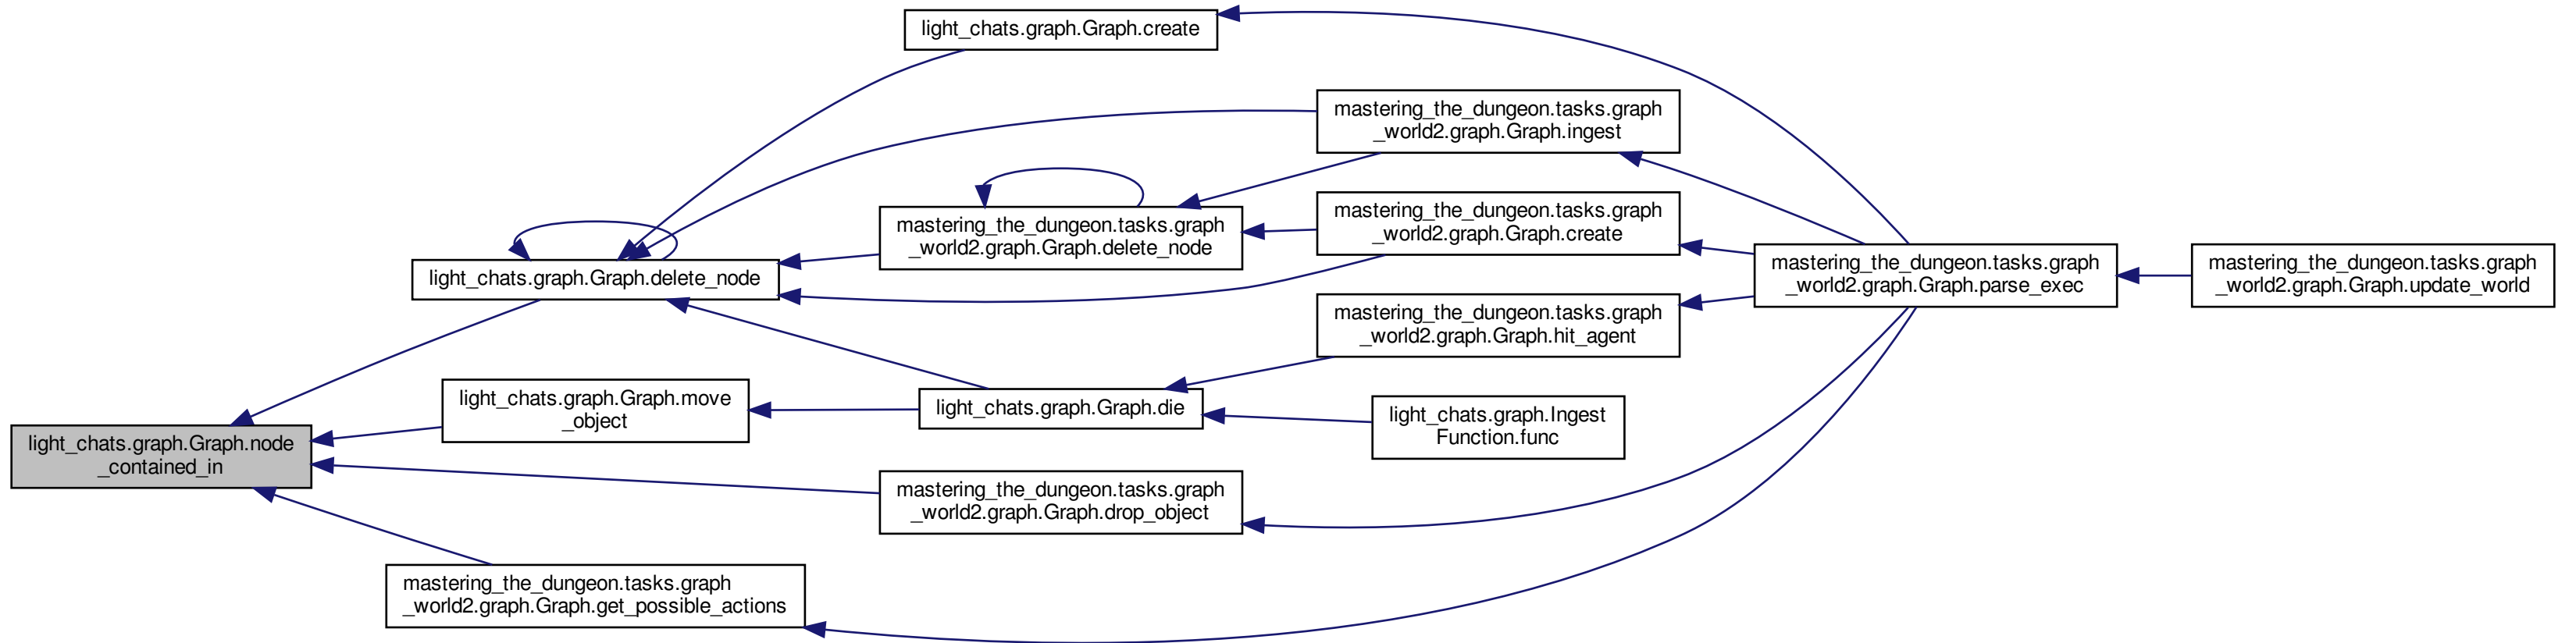 light_chats.graph.Graph.create
mastering_the_dungeon.tasks.graph
_world2.graph.Graph.ingest
mastering_the_dungeon.tasks.graph
_world2.graph.Graph.create
mastering_the_dungeon.tasks.graph
_world2.graph.Graph.delete_node
light_chats.graph.Graph.delete_node
mastering_the_dungeon.tasks.graph
_world2.graph.Graph.parse_exec
mastering_the_dungeon.tasks.graph
_world2.graph.Graph.update_world
mastering_the_dungeon.tasks.graph
_world2.graph.Graph.hit_agent
light_chats.graph.Graph.move
_object
light_chats.graph.Graph.die
light_chats.graph.Ingest
Function.func
light_chats.graph.Graph.node
_contained_in
mastering_the_dungeon.tasks.graph
_world2.graph.Graph.drop_object
mastering_the_dungeon.tasks.graph
_world2.graph.Graph.get_possible_actions